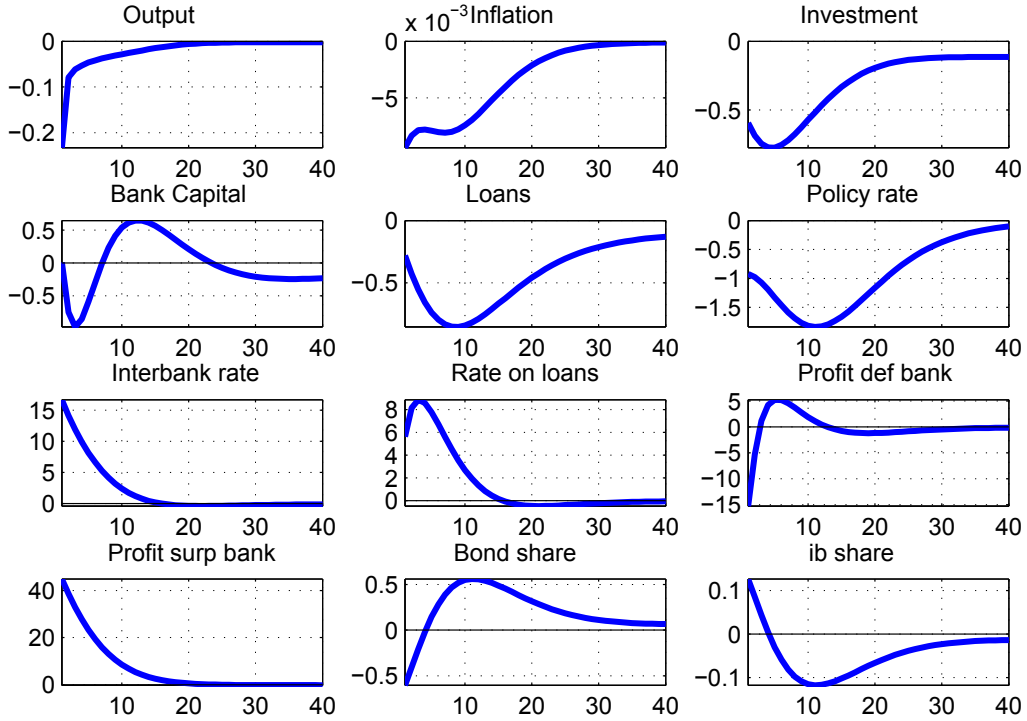 Output
0
−0.1
−0.2
10 20 30 40
x 10−3 Inflation
−5
10 20 30 40
Investment
0
−0.5
10 20 30 40
Bank Capital
0.5
0
−0.5
10 20 30 40
Loans
0
−0.5
10 20 30 40
Policy rate
0
−0.5
−1
−1.5
10 20 30 40
Interbank rate
15
10
5
0
10 20 30 40
Rate on loans
8
6
4
2
0
10 20 30 40
Profit def bank
5
0
−5
−10
−15
10 20 30 40
Profit surp bank
40
20
0
10 20 30 40
Bond share
0.5
0
−0.5
10 20 30 40
ib share
0.1
0
−0.1
10 20 30 40